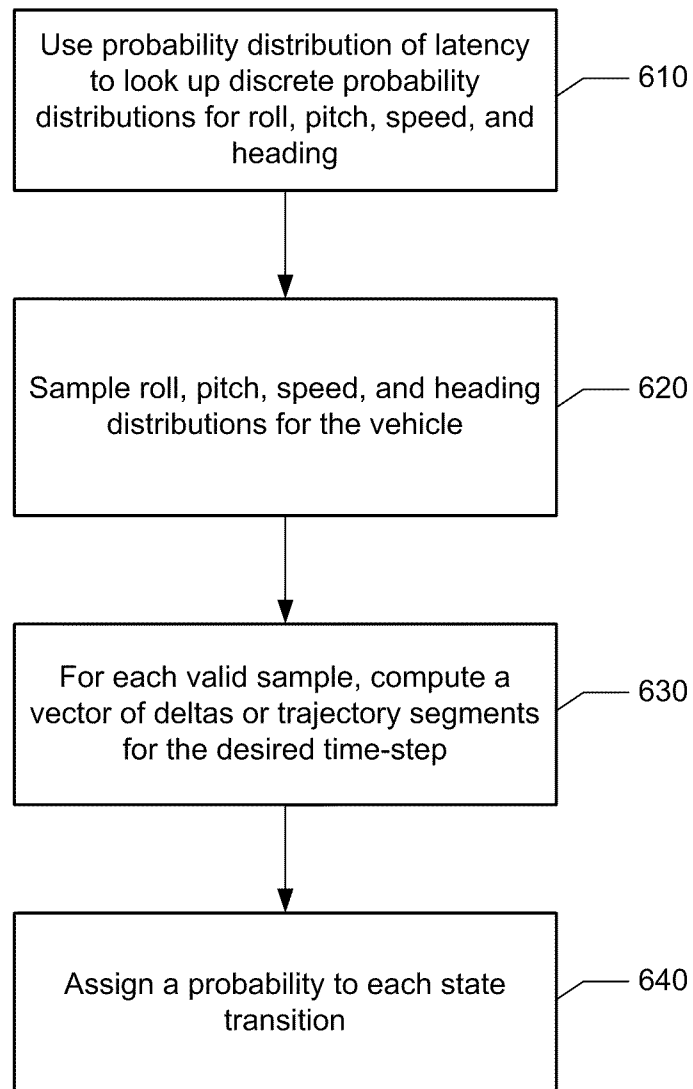 Use probability distribution of latency
to look up discrete probability
distributions for roll, pitch, speed, and
heading
610
Sample roll, pitch, speed, and heading
distributions for the vehicle
620
For each valid sample, compute a
vector of deltas or trajectory segments
for the desired time-step
630
Assign a probability to each state
transition
640